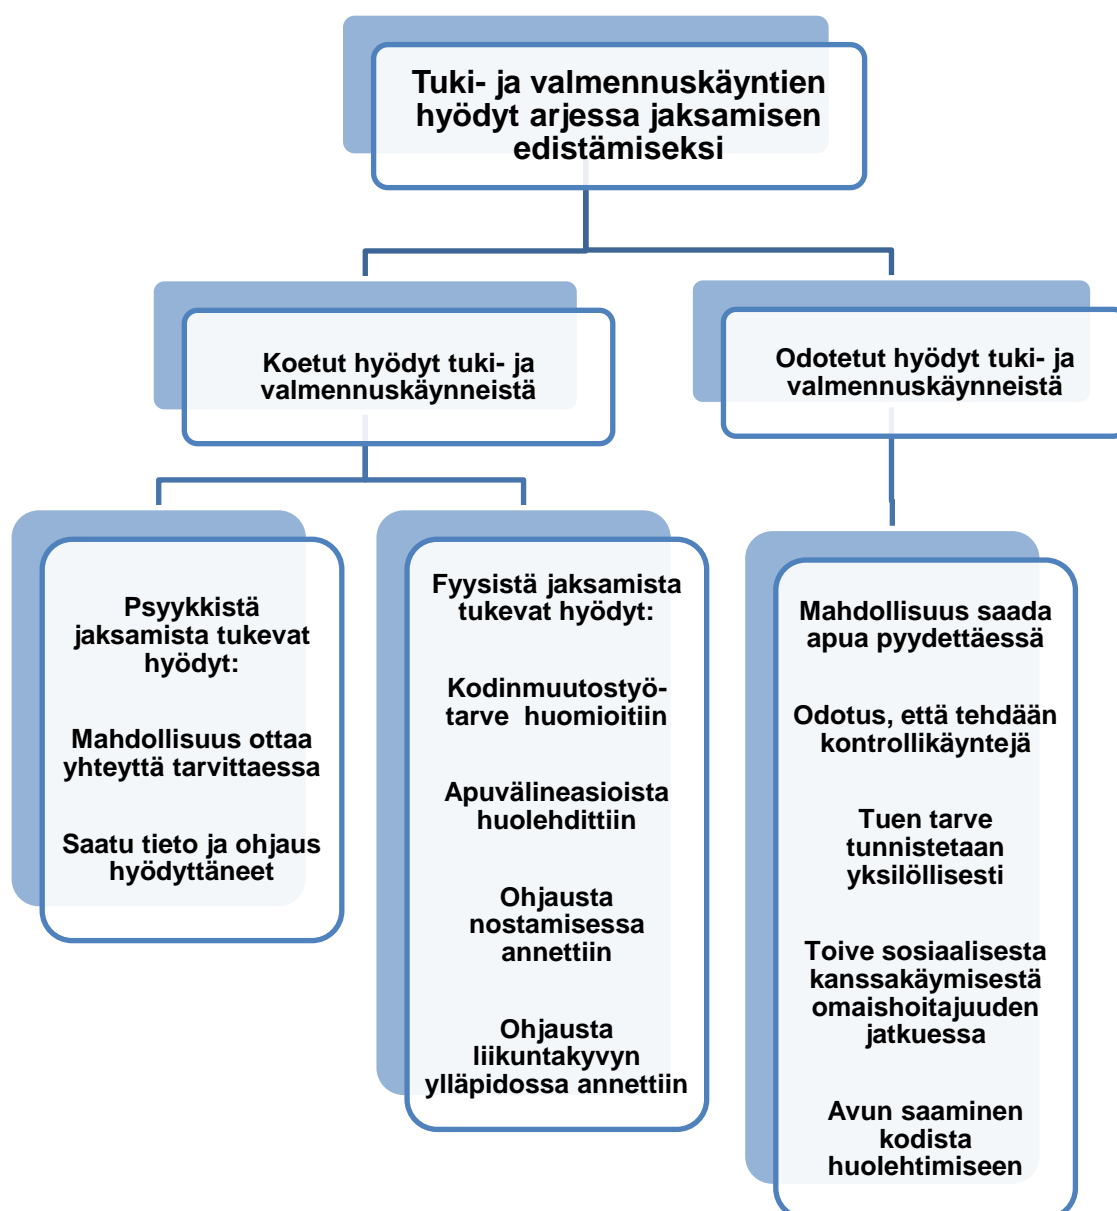 Tuki- ja valmennuskäyntien
hyödyt arjessa jaksamisen
edistämiseksi
Koetut hyödyt tuki- ja
valmennuskäynneistä
Odotetut hyödyt tuki- ja
valmennuskäynneistä
Psyykkistä
jaksamista tukevat
hyödyt:
Mahdollisuus ottaa
yhteyttä tarvittaessa
Saatu tieto ja ohjaus
hyödyttäneet
Fyysistä jaksamista
tukevat hyödyt:
Kodinmuutostyö-
tarve huomioitiin
Apuvälineasioista
huolehdittiin
Ohjausta
nostamisessa
annettiin
Ohjausta
liikuntakyvyn
ylläpidossa annettiin
Mahdollisuus saada
apua pyydettäessä
Odotus, että tehdään
kontrollikäyntejä
Tuen tarve
tunnistetaan
yksilöllisesti
Toive sosiaalisesta
kanssakäymisestä
omaishoitajuuden
jatkuessa
Avun saaminen
kodista
huolehtimiseen